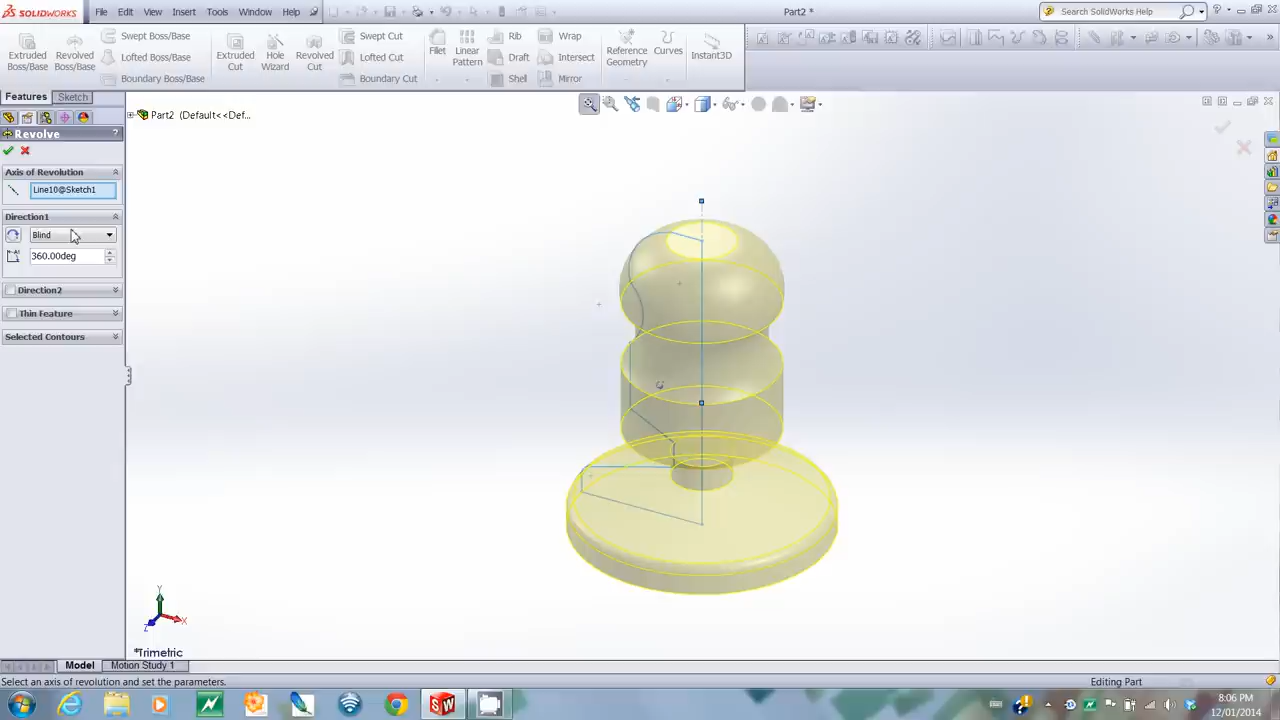 SOLIDWORKS File Edit View Insert Tools Window Help Part2 * Search SolidWorks Help
Extruded Boss/Base
Revolved Boss/Base
Swept Boss/Base
Lofted Boss/Base
Boundary Boss/Base
Extruded Cut
Hole Wizard
Revolved Cut
Swept Cut
Lofted Cut
Boundary Cut
Fillet
Linear Pattern
Rib
Draft
Shell
Wrap
Intersect
Mirror
Reference Geometry
Curves
Instant3D
Features Sketch
Part2 (Default<<Def...
Revolve ?
Axis of Revolution
Line10@Sketch1
Direction1
Blind
360.00deg
Direction2
Thin Feature
Selected Contours
Y
X
Z
*Trimetric
Model Motion Study 1
Select an axis of revolution and set the parameters. Editing Part
8:06 PM
12/01/2014